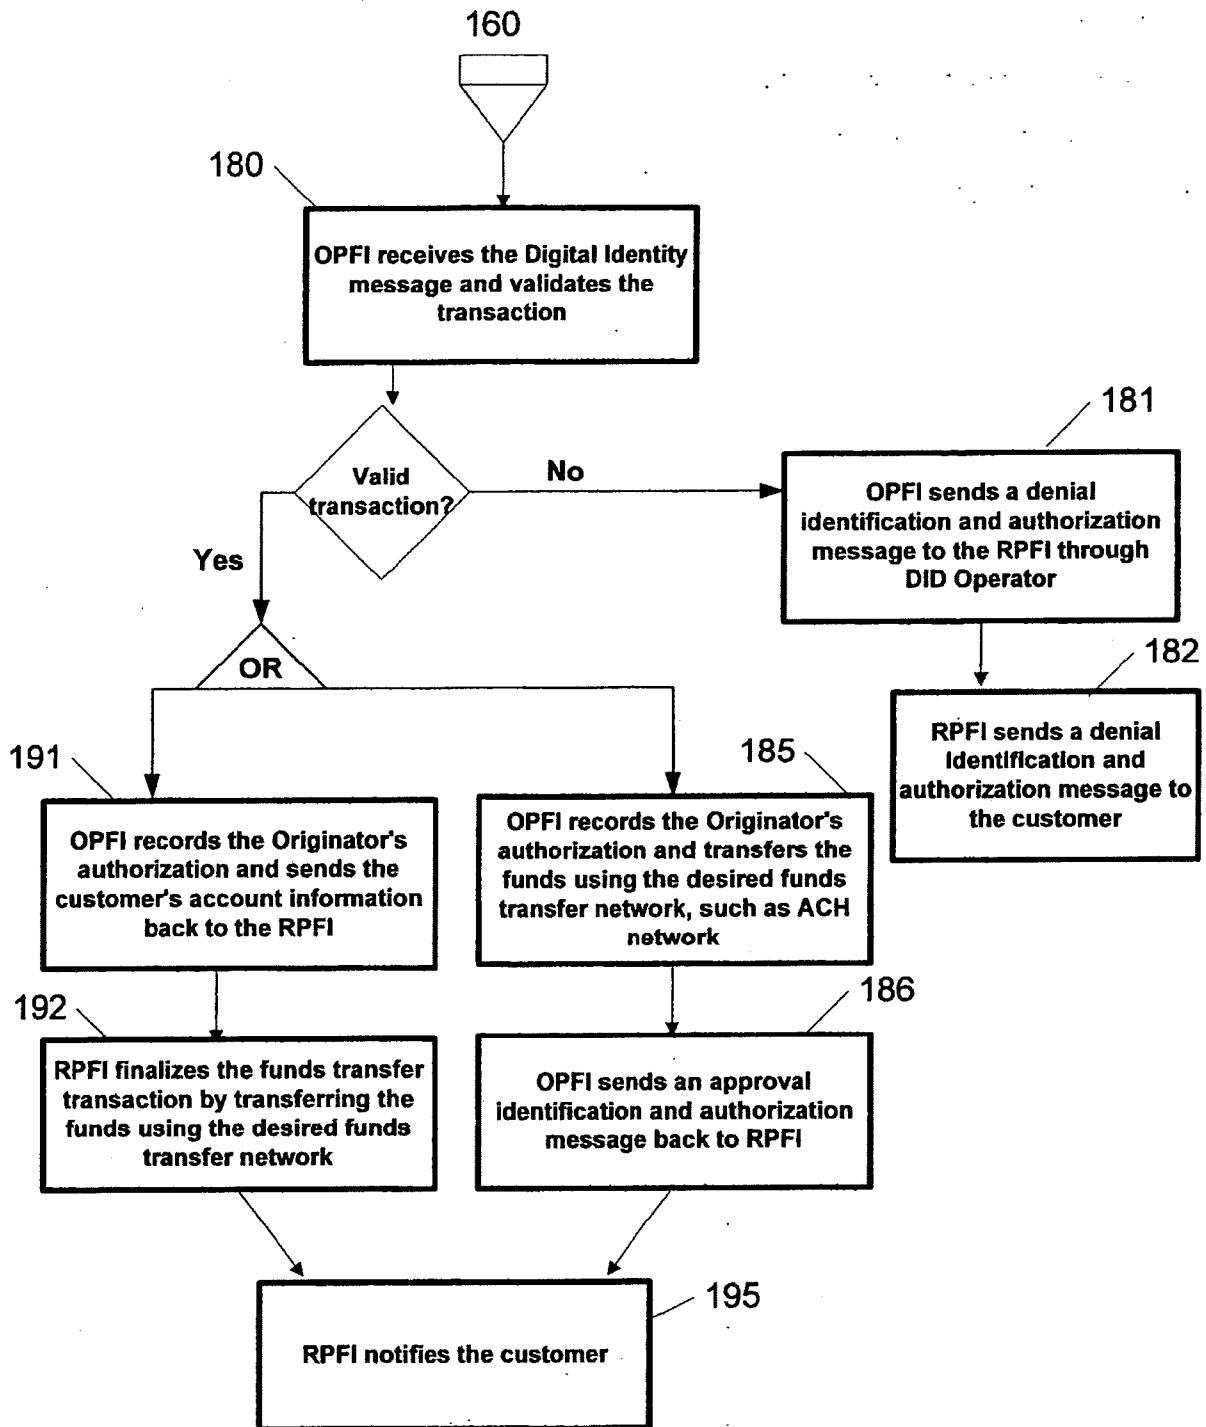 160
180
OPFI receives the Digital Identity
message and validates the
transaction
Valid
transaction?
No
Yes
181
OPFI sends a denial
identification and authorization
message to the RPFI through
DID Operator
182
RPFI sends a denial
identification and
authorization message to
the customer
OR
191
OPFI records the Originator's
authorization and sends the
customer's account information
back to the RPFI
185
OPFI records the Originator's
authorization and transfers the
funds using the desired funds
transfer network, such as ACH
network
192
RPFI finalizes the funds transfer
transaction by transferring the
funds using the desired funds
transfer network
186
OPFI sends an approval
identification and authorization
message back to RPFI
195
RPFI notifies the customer